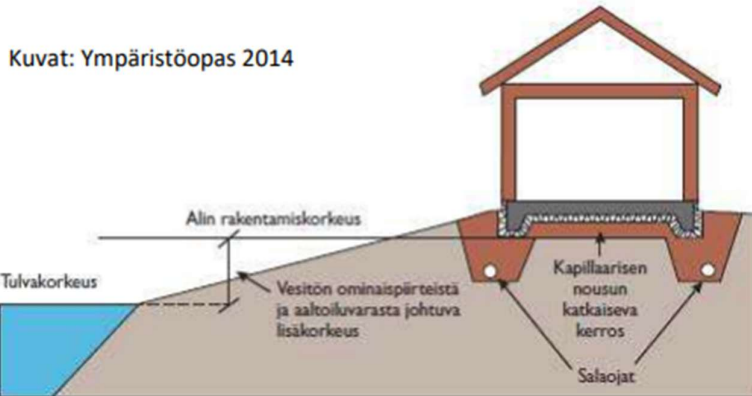 Kuvat: Ympäristöopas 2014
Alin rakentamiskorkeus
Tulvakorkeus
Vesitön ominaispiirteistä
ja aaltoiluvarasta johtuva
lisäkorkeus
Kapillaarisen
nousun
katkaiseva
kerros
Salaojat